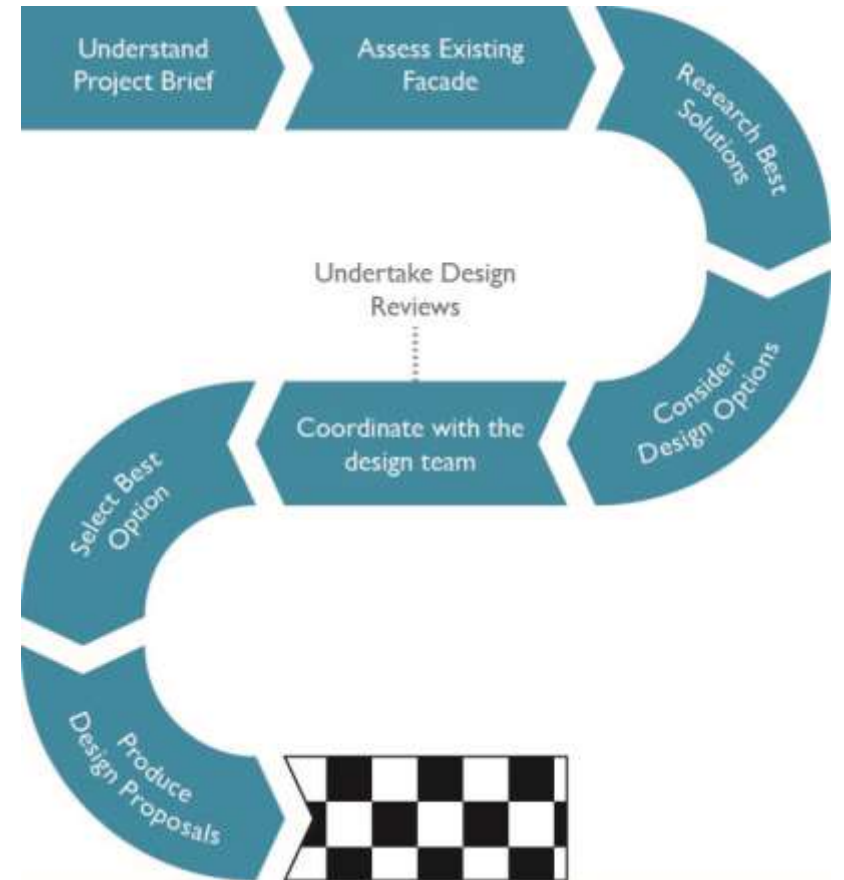 Understand
Project Brief
Assess Existing
Facade
Research Best
Solutions
Consider
Design Options
Undertake Design
Reviews
Coordinate with the
design team
Select Best
Option
Produce
Design Proposals